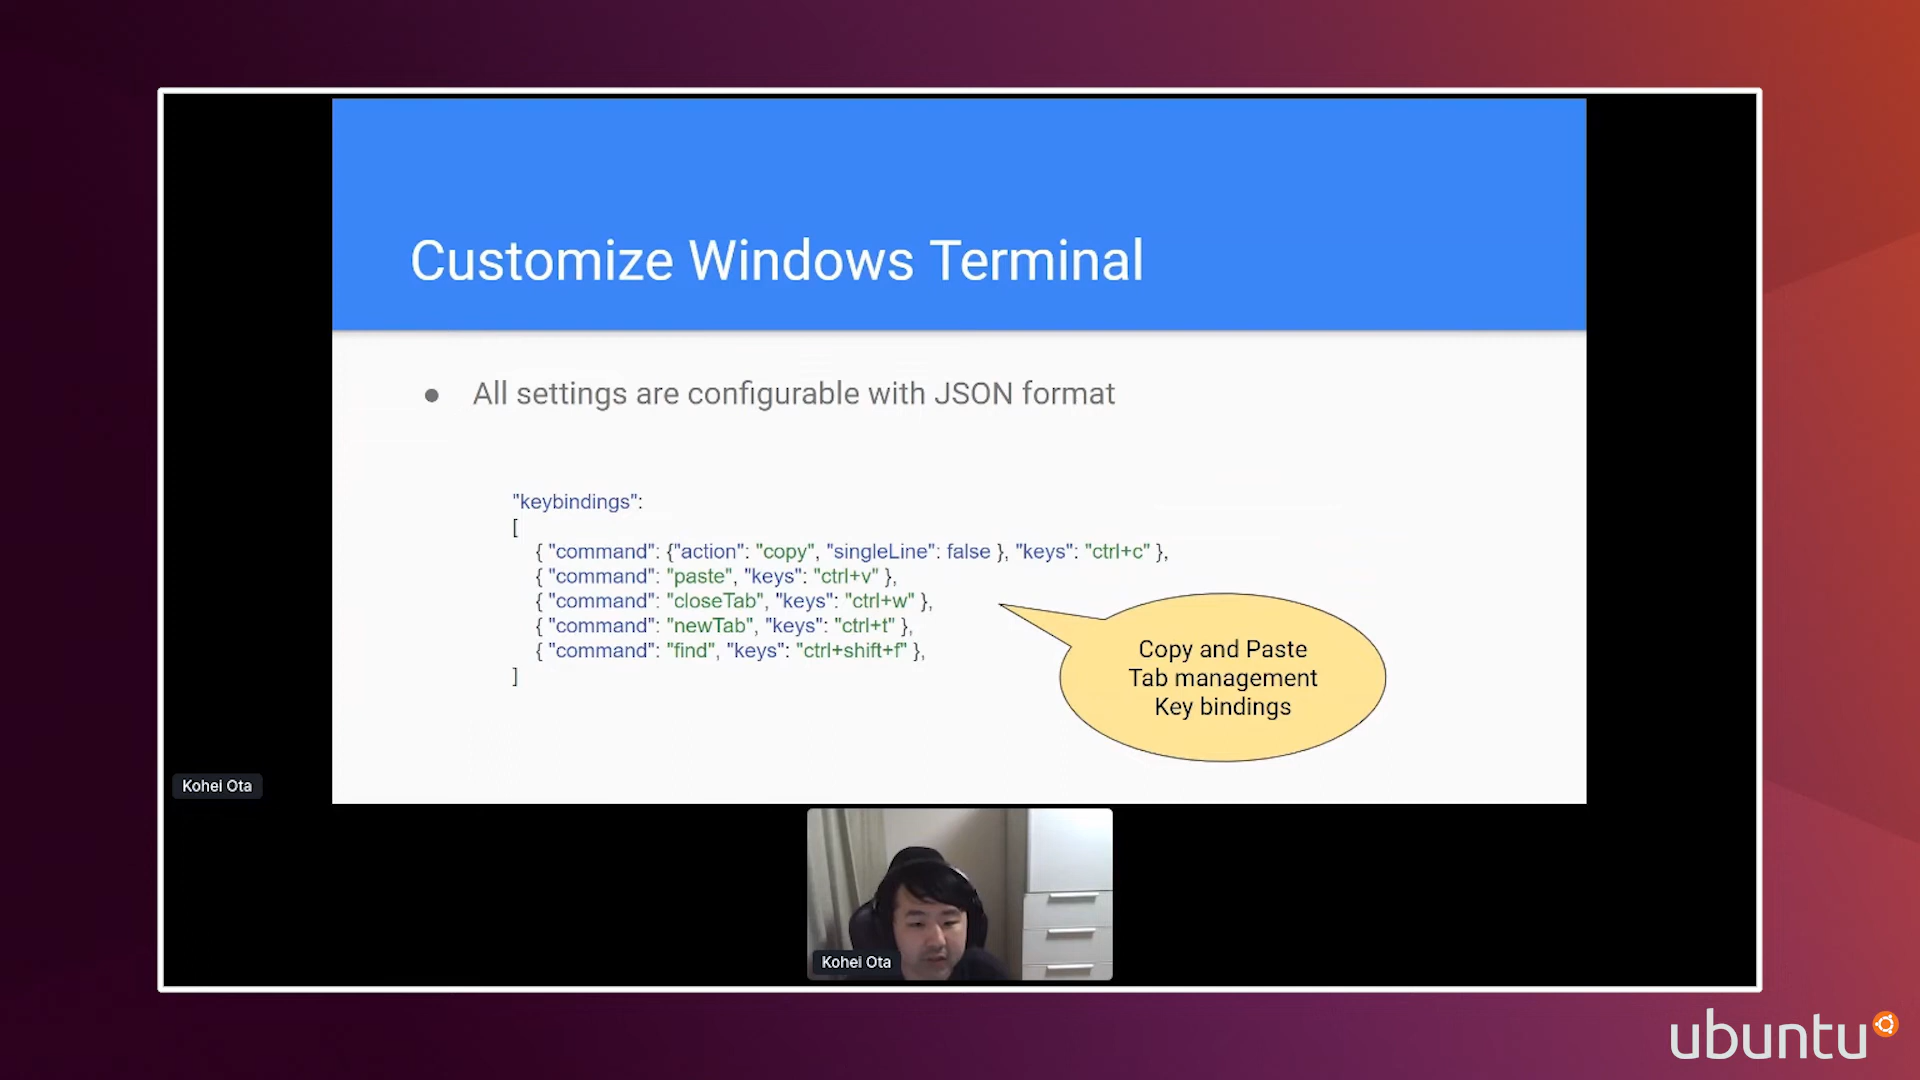 Customize Windows Terminal
● All settings are configurable with JSON format
"keybindings":
[
{ "command": {"action": "copy", "singleLine": false }, "keys": "ctrl+c" },
{ "command": "paste", "keys": "ctrl+v" },
{ "command": "closeTab", "keys": "ctrl+w" },
{ "command": "newTab", "keys": "ctrl+t" },
{ "command": "find", "keys": "ctrl+shift+f" },
]
Copy and Paste
Tab management
Key bindings
Kohei Ota
Kohei Ota
ubuntu